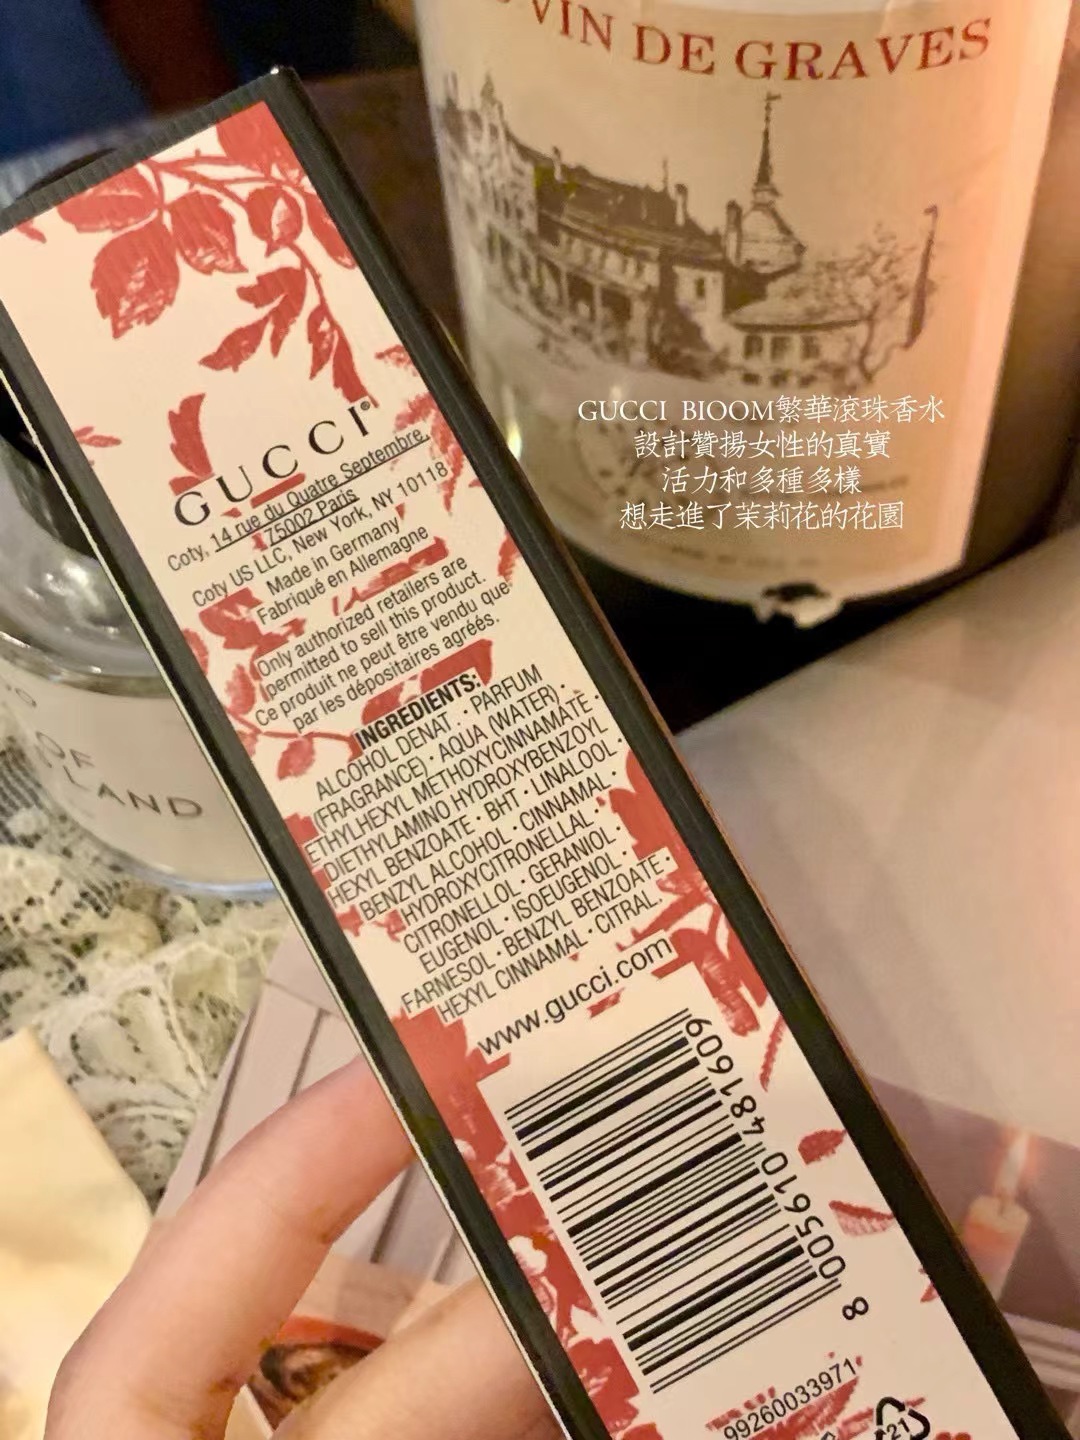 VIN DE GRAVES
GUCCI BIOOM繁華滾珠香水
設計贊揚女性的真實
活力和多種多樣
想走進了茉莉花的花園
GUCCI®
Coty, 14 rue du Quatre Septembre,
75002 Paris
Coty US LLC, New York, NY 10118
Made in Germany
Fabriqué en Allemagne
Only authorized retailers are
permitted to sell this product.
Ce produit ne peut être vendu que
par les dépositaires agréés.
INGREDIENTS:
ALCOHOL DENAT. · PARFUM
(FRAGRANCE) · AQUA (WATER) ·
ETHYLHEXYL METHOXYCINNAMATE ·
DIETHYLAMINO HYDROXYBENZOYL
HEXYL BENZOATE · BHT · LINALOOL ·
BENZYL ALCOHOL · CINNAMAL ·
HYDROXYCITRONELLAL ·
CITRONELLOL · GERANIOL ·
EUGENOL · ISOEUGENOL ·
FARNESOL · BENZYL BENZOATE ·
HEXYL CINNAMAL · CITRAL.
www.gucci.com
8 005610 481609
99260033971
21
OF
LAND